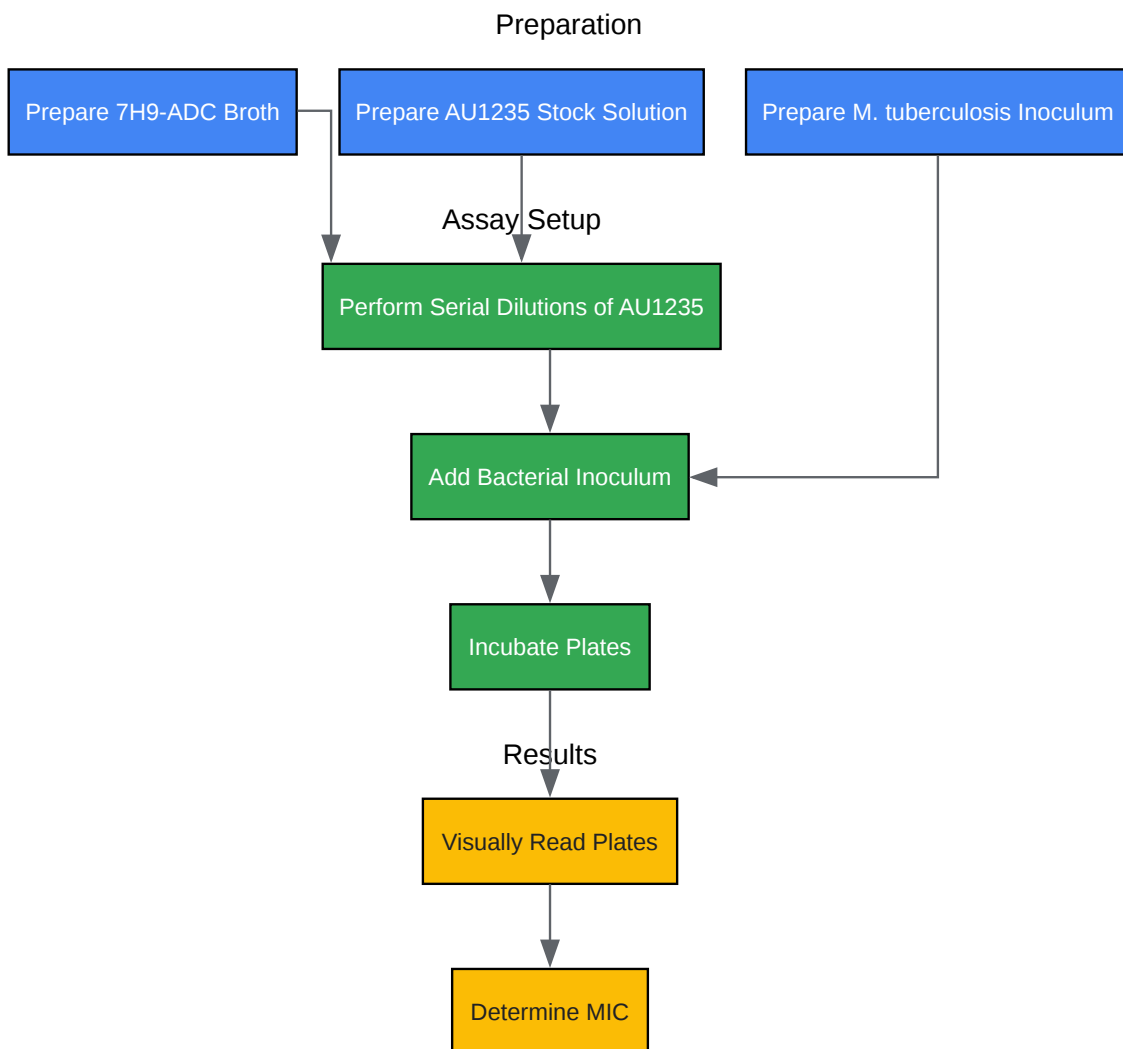 Preparation
Prepare 7H9-ADC Broth
Prepare AU1235 Stock Solution
Prepare M. tuberculosis Inoculum
Assay Setup
Perform Serial Dilutions of AU1235
Add Bacterial Inoculum
Incubate Plates
Results
Visually Read Plates
Determine MIC